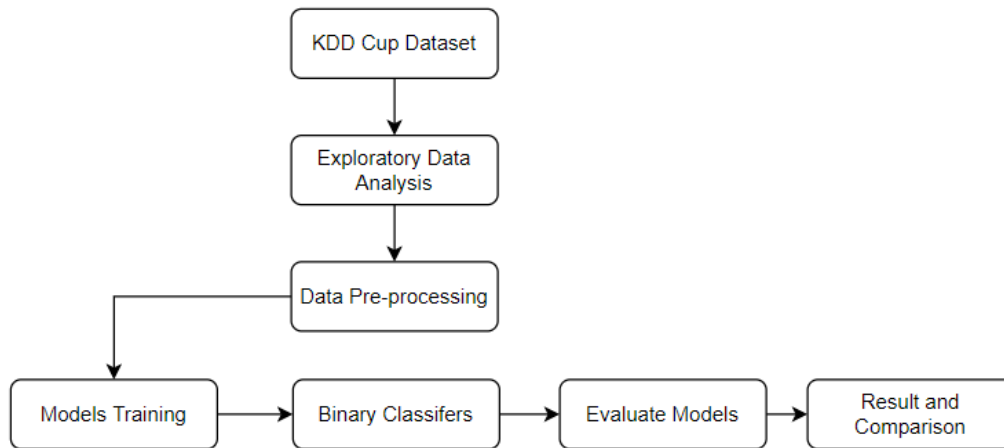 KDD Cup Dataset
Exploratory Data
Analysis
Data Pre-processing
Models Training
Binary Classifers
Evaluate Models
Result and
Comparison